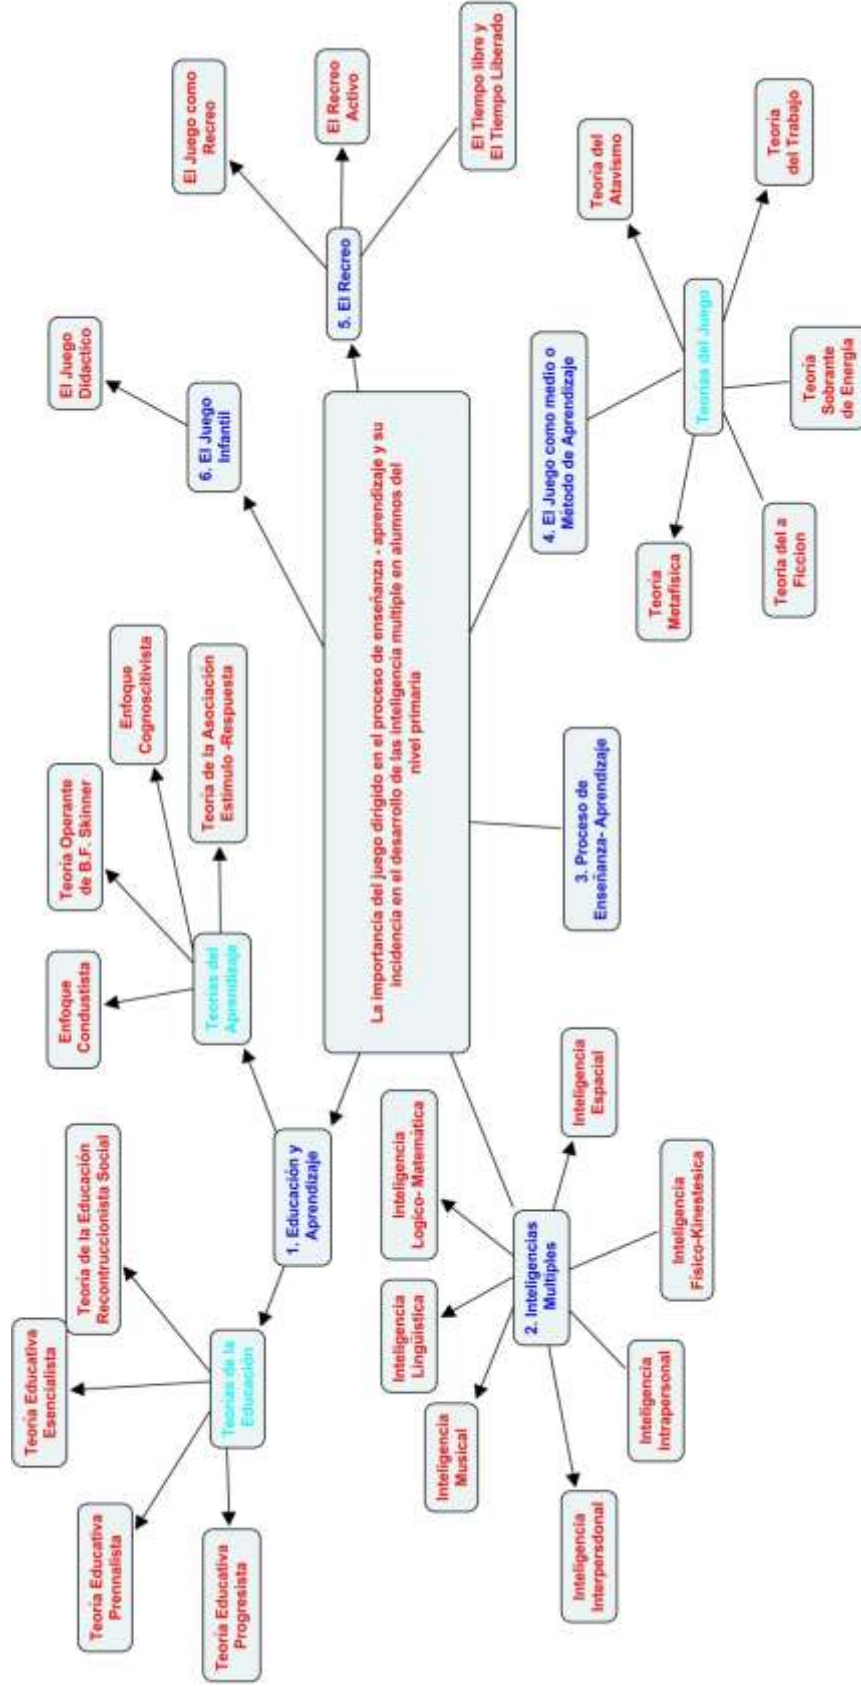 La importancia del juego dirigido en el proceso de enseñanza - aprendizaje y su
incidencia en el desarrollo de las inteligencia multiple en alumnos del
nivel primaria
1. Educación y
Aprendizaje
Teorías de la
Educación
Teoría Educativa
Progresista
Teoría Educativa
Prennalista
Teoría Educativa
Esencialista
Teoría de la Educación
Recontruccionista Social
Teorías del
Aprendizaje
Enfoque
Condustista
Teoría Operante
de B.F. Skinner
Enfoque
Cognoscitivista
Teoría de la Asociación
Estímulo -Respuesta
2. Inteligencias
Multiples
Inteligencia
Musical
Inteligencia
Lingüística
Inteligencia
Logico- Matemática
Inteligencia
Espacial
Inteligencia
Físico-Kinestesica
Inteligencia
Intrapersonal
Inteligencia
Interpersdonal
3. Proceso de
Enseñanza- Aprendizaje
4. El Juego como medio o
Método de Aprendizaje
Teorías del Juego
Teoría
Metafísica
Teoría del a
Ficcion
Teoría
Sobrante
de Energía
Teoría
del Trabajo
Teoría del
Atavismo
5. El Recreo
El Juego como
Recreo
El Recreo
Activo
El Tiempo libre y
El Tiempo Liberado
6. El Juego
Infantil
El Juego
Didactico